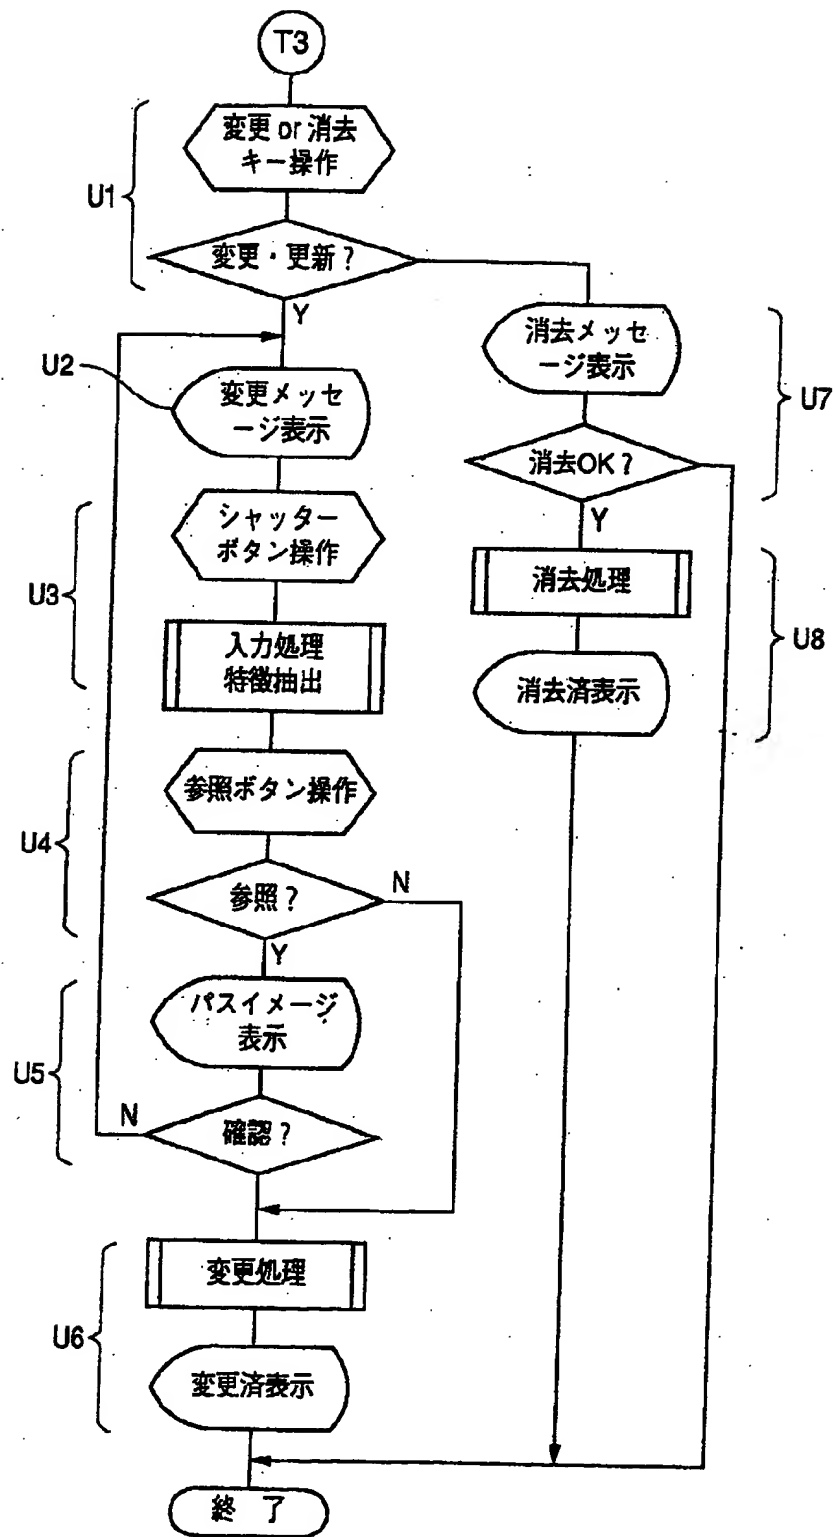 T3
変更 or 消去
キー操作
U1
変更・更新?
Y
U2
変更メッセ
ージ表示
シャッター
ボタン操作
U3
入力処理
特徴抽出
参照ボタン操作
U4
参照?
N
Y
パスイメージ
表示
U5
N
確認?
変更処理
U6
変更済表示
終 了
消去メッセ
ージ表示
U7
消去OK?
Y
消去処理
U8
消去済表示